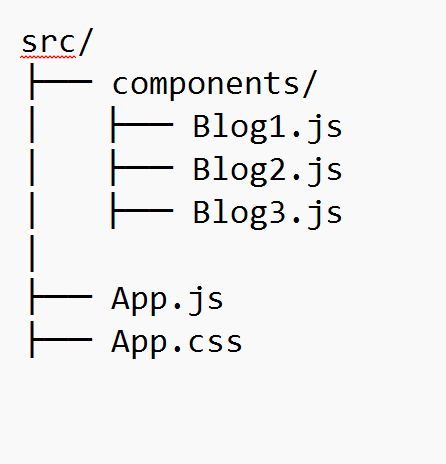 src/
├── components/
│   ├── Blog1.js
│   ├── Blog2.js
│   ├── Blog3.js
│
├── App.js
├── App.css